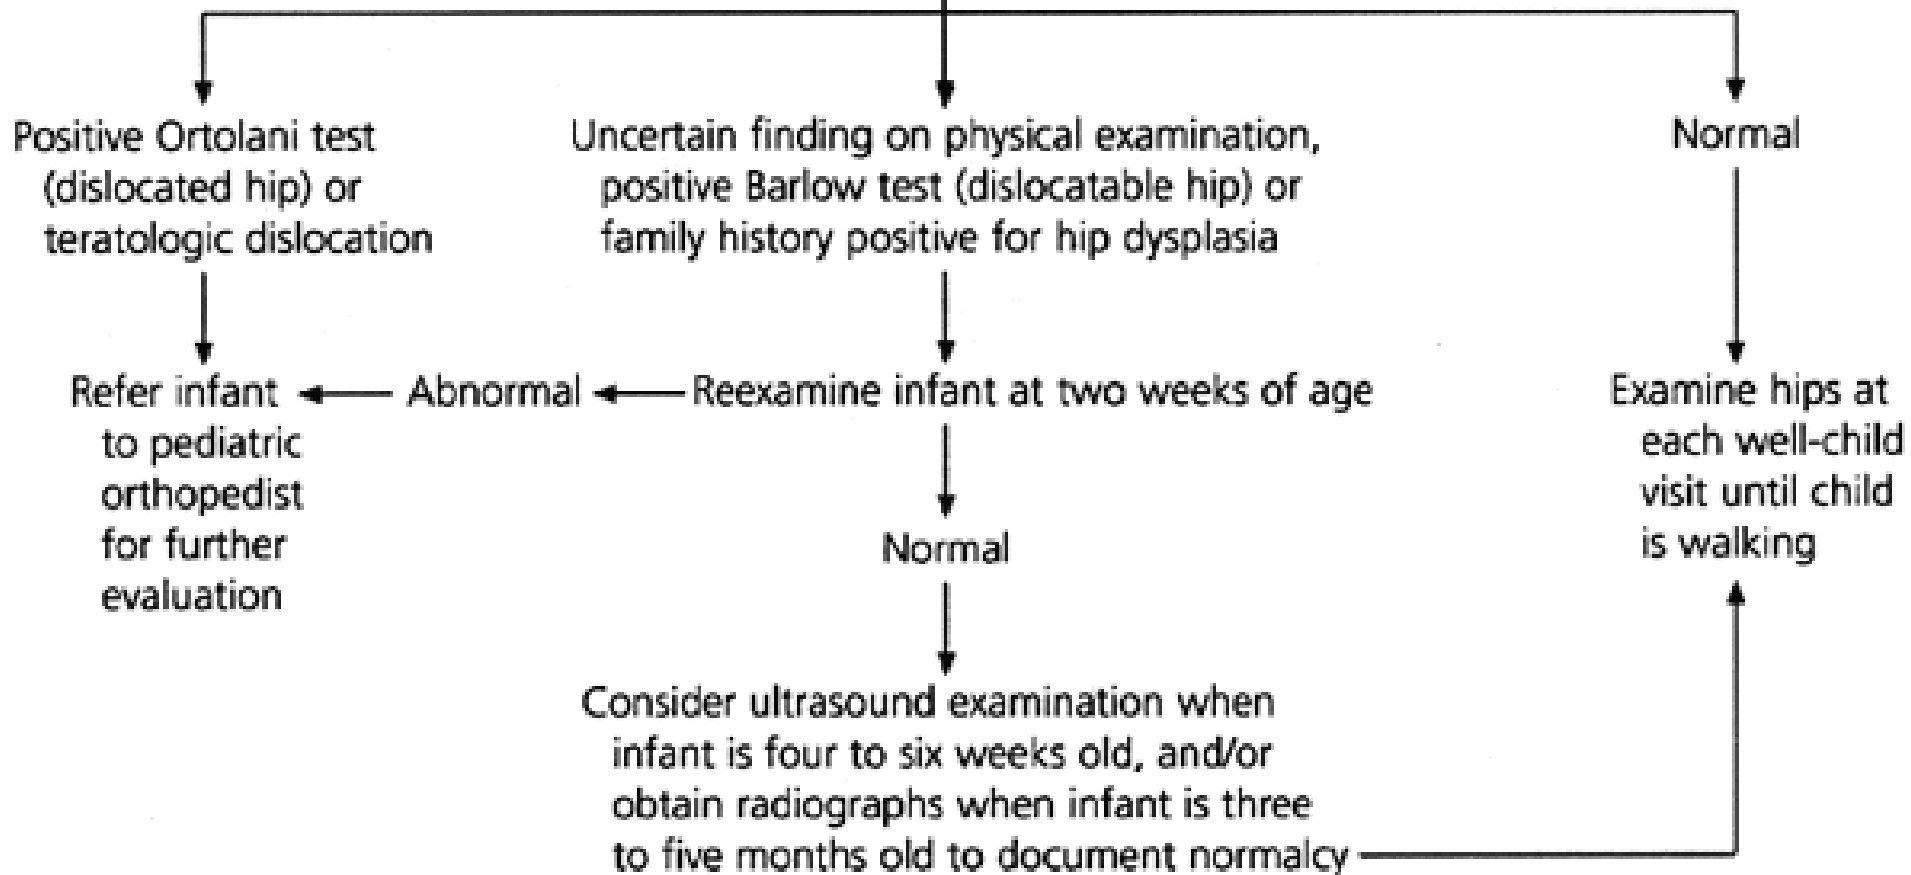 Positive Ortolani test
(dislocated hip) or
teratologic dislocation
Uncertain finding on physical examination,
positive Barlow test (dislocatable hip) or
family history positive for hip dysplasia
Normal
Refer infant
to pediatric
orthopedist
for further
evaluation
Abnormal
Reexamine infant at two weeks of age
Examine hips at
each well-child
visit until child
is walking
Normal
Consider ultrasound examination when
infant is four to six weeks old, and/or
obtain radiographs when infant is three
to five months old to document normalcy